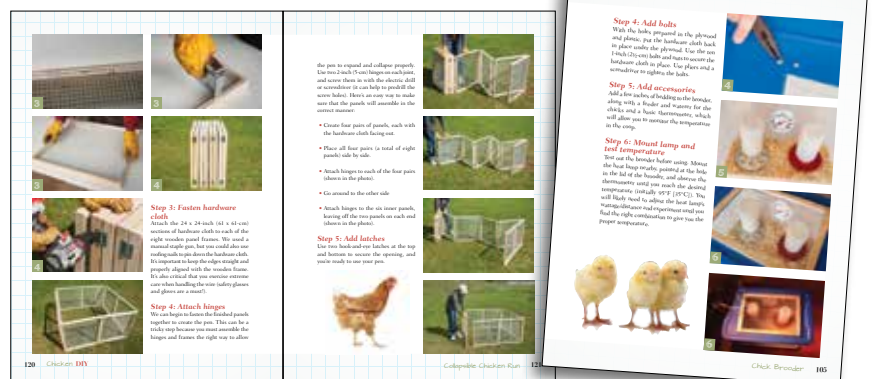 3
3
3
4
4
Step 3: Fasten hardware
cloth
Attach the 24 x 24-inch (61 x 61-cm)
sections of hardware cloth to each of the
eight wooden panel frames. We used a
manual staple gun, but you could also use
roofing nails to pin down the hardware cloth.
It's important to keep the edges straight and
properly aligned with the wooden frame.
It's also critical that you exercise extreme
care when handling the wire (safety glasses
and gloves are a must!).
Step 4: Attach hinges
We can begin to fasten the finished panels
together to create the pen. This can be a
tricky step because you must assemble the
hinges and frames the right way to allow
120 Chicken DIY
the pen to expand and collapse properly.
Use two 2-inch (5-cm) hinges on each joint,
and screw them in with the electric drill
or screwdriver (it can help to predrill the
screw holes). Here's an easy way to make
sure that the panels will assemble in the
correct manner:
• Create four pairs of panels, each with
the hardware cloth facing out.
• Place all four pairs (a total of eight
panels) side by side.
• Attach hinges to each of the four pairs
(shown in the photo).
• Go around to the other side
• Attach hinges to the six inner panels,
leaving off the two panels on each end
(shown in the photo).
Step 5: Add latches
Use two hook-and-eye latches at the top
and bottom to secure the opening, and
you're ready to use your pen.
Collapsible Chicken Run 121
Step 4: Add bolts
With the holes prepared in the plywood
and plastic, put the hardware cloth back
in place under the plywood. Use the ten
1-inch (2½-cm) bolts and nuts to secure the
hardware cloth in place. Use pliers and a
screwdriver to tighten the bolts.
Step 5: Add accessories
Add a few inches of bedding to the brooder,
along with a feeder and waterer for the
chicks and a basic thermometer, which
will allow you to monitor the temperature
in the coop.
Step 6: Mount lamp and
test temperature
Test out the brooder before using. Mount
the heat lamp nearby, pointed at the hole
in the lid of the brooder, and observe the
thermometer until you reach the desired
temperature (initially 95°F [35°C]). You
will likely need to adjust the heat lamp's
wattage/distance and experiment until you
find the right combination to give you the
proper temperature.
4
5
6
6
Chick Brooder 105